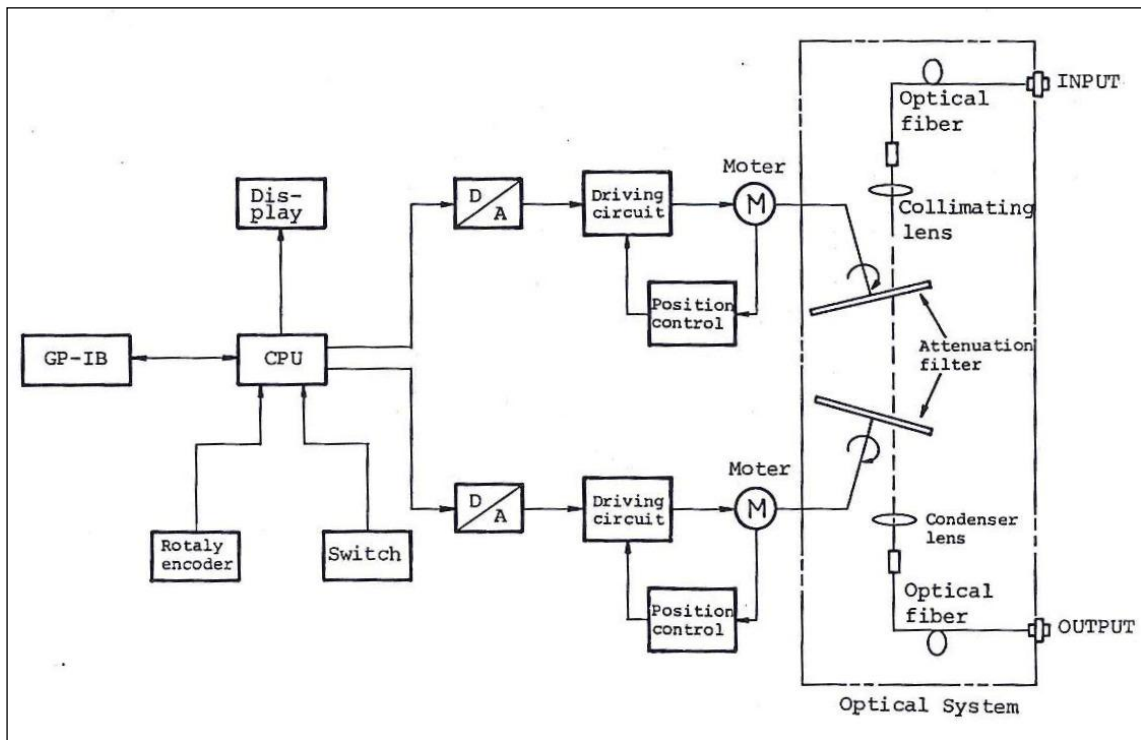 INPUT
Optical
fiber
Moter
Dis-
play
D
A
Driving
circuit
M
Collimating
lens
Position
control
GP-IB
CPU
Attenuation
filter
Moter
D
A
Driving
circuit
M
Condenser
lens
Rotaly
encoder
Switch
Optical
fiber
Position
control
OUTPUT
Optical System